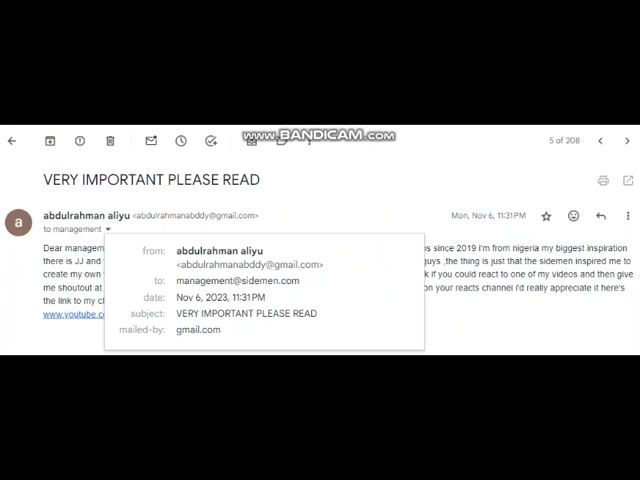 www.BANDICAM.com
5 of 208
VERY IMPORTANT PLEASE READ
a
abdulrahman aliyu <abdulrahmanabddy@gmail.com>
Mon, Nov 6, 11:31 PM
to management
Dear managem
s since 2019 i'm from nigeria my biggest inspiration
there is JJ and
guys ,the thing is just that the sidemen inspired me to
create my own
if you could react to one of my videos and then give
me shoutout at
on your reacts channel i'd really appreciate it here's
the link to my ch
www.youtube.c
from: abdulrahman aliyu
<abdulrahmanabddy@gmail.com>
to: management@sidemen.com
date: Nov 6, 2023, 11:31 PM
subject: VERY IMPORTANT PLEASE READ
mailed-by: gmail.com